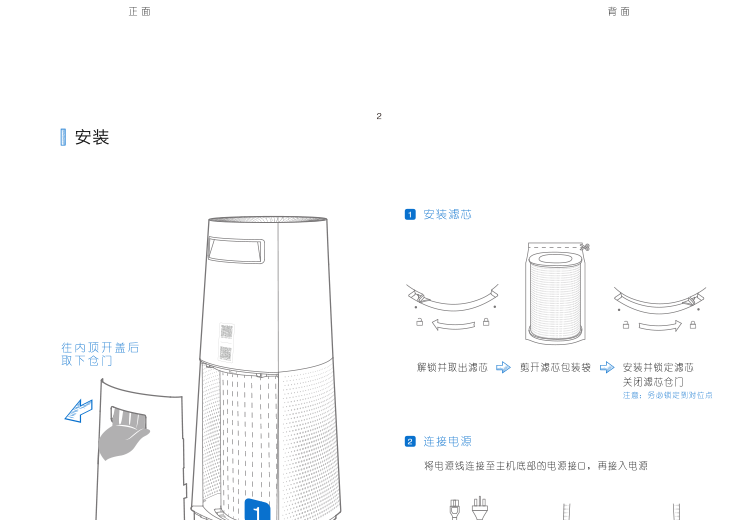 正面
背面
2
安装
往内顶开盖后
取下仓门
1
1 安装滤芯
解锁并取出滤芯
剪开滤芯包装袋
安装并锁定滤芯
关闭滤芯仓门
注意：务必锁定到对位点
2 连接电源
将电源线连接至主机底部的电源接口，再接入电源